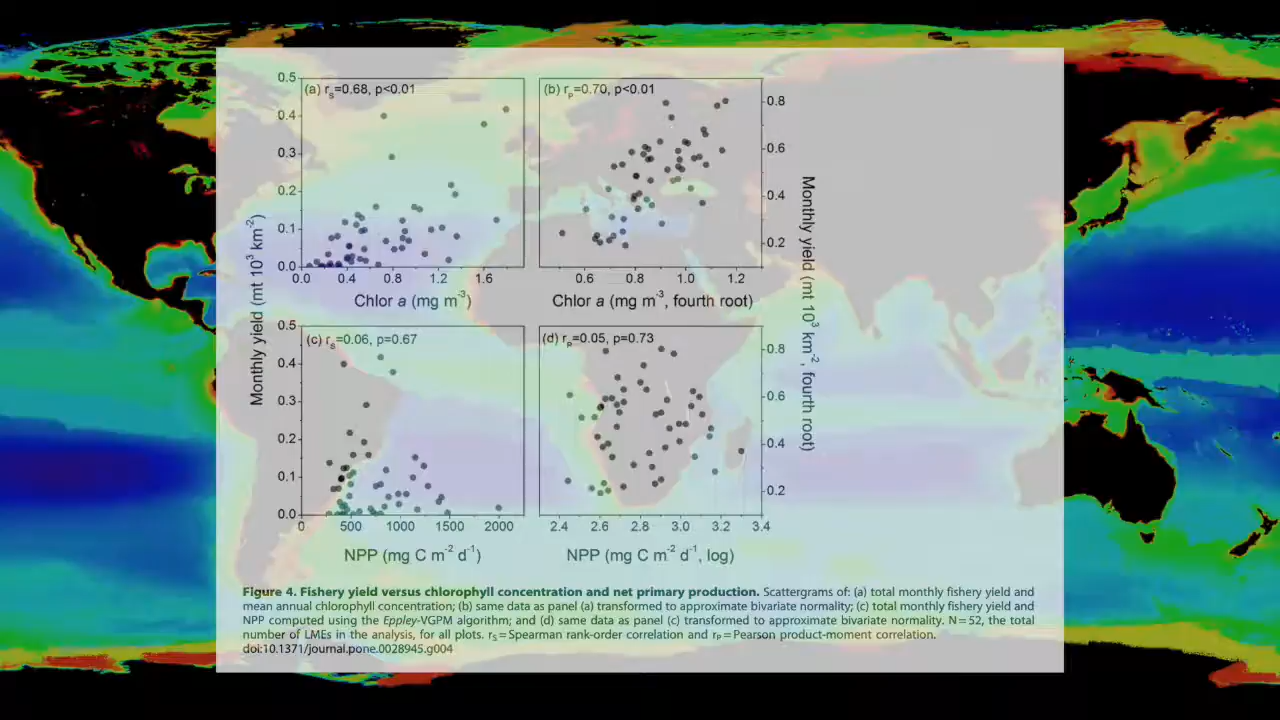 (a) rS=0.68, p<0.01
(b) rP=0.70, p<0.01
0.5
0.4
0.3
0.2
0.1
0.0
0.8
0.6
0.4
0.2
0.0 0.4 0.8 1.2 1.6
0.6 0.8 1.0 1.2
Chlor a (mg m-3)
Chlor a (mg m-3, fourth root)
Monthly yield (mt 103 km-2)
Monthly yield (mt 103 km-2, fourth root)
(c) rS=0.06, p=0.67
(d) rP=0.05, p=0.73
0.5
0.4
0.3
0.2
0.1
0.0
0.8
0.6
0.4
0.2
0 500 1000 1500 2000
2.4 2.6 2.8 3.0 3.2 3.4
NPP (mg C m-2 d-1)
NPP (mg C m-2 d-1, log)
Figure 4. Fishery yield versus chlorophyll concentration and net primary production. Scattergrams of: (a) total monthly fishery yield and
mean annual chlorophyll concentration; (b) same data as panel (a) transformed to approximate bivariate normality; (c) total monthly fishery yield and
NPP computed using the Eppley-VGPM algorithm; and (d) same data as panel (c) transformed to approximate bivariate normality. N=52, the total
number of LMEs in the analysis, for all plots. rS=Spearman rank-order correlation and rP=Pearson product-moment correlation.
doi:10.1371/journal.pone.0028945.g004